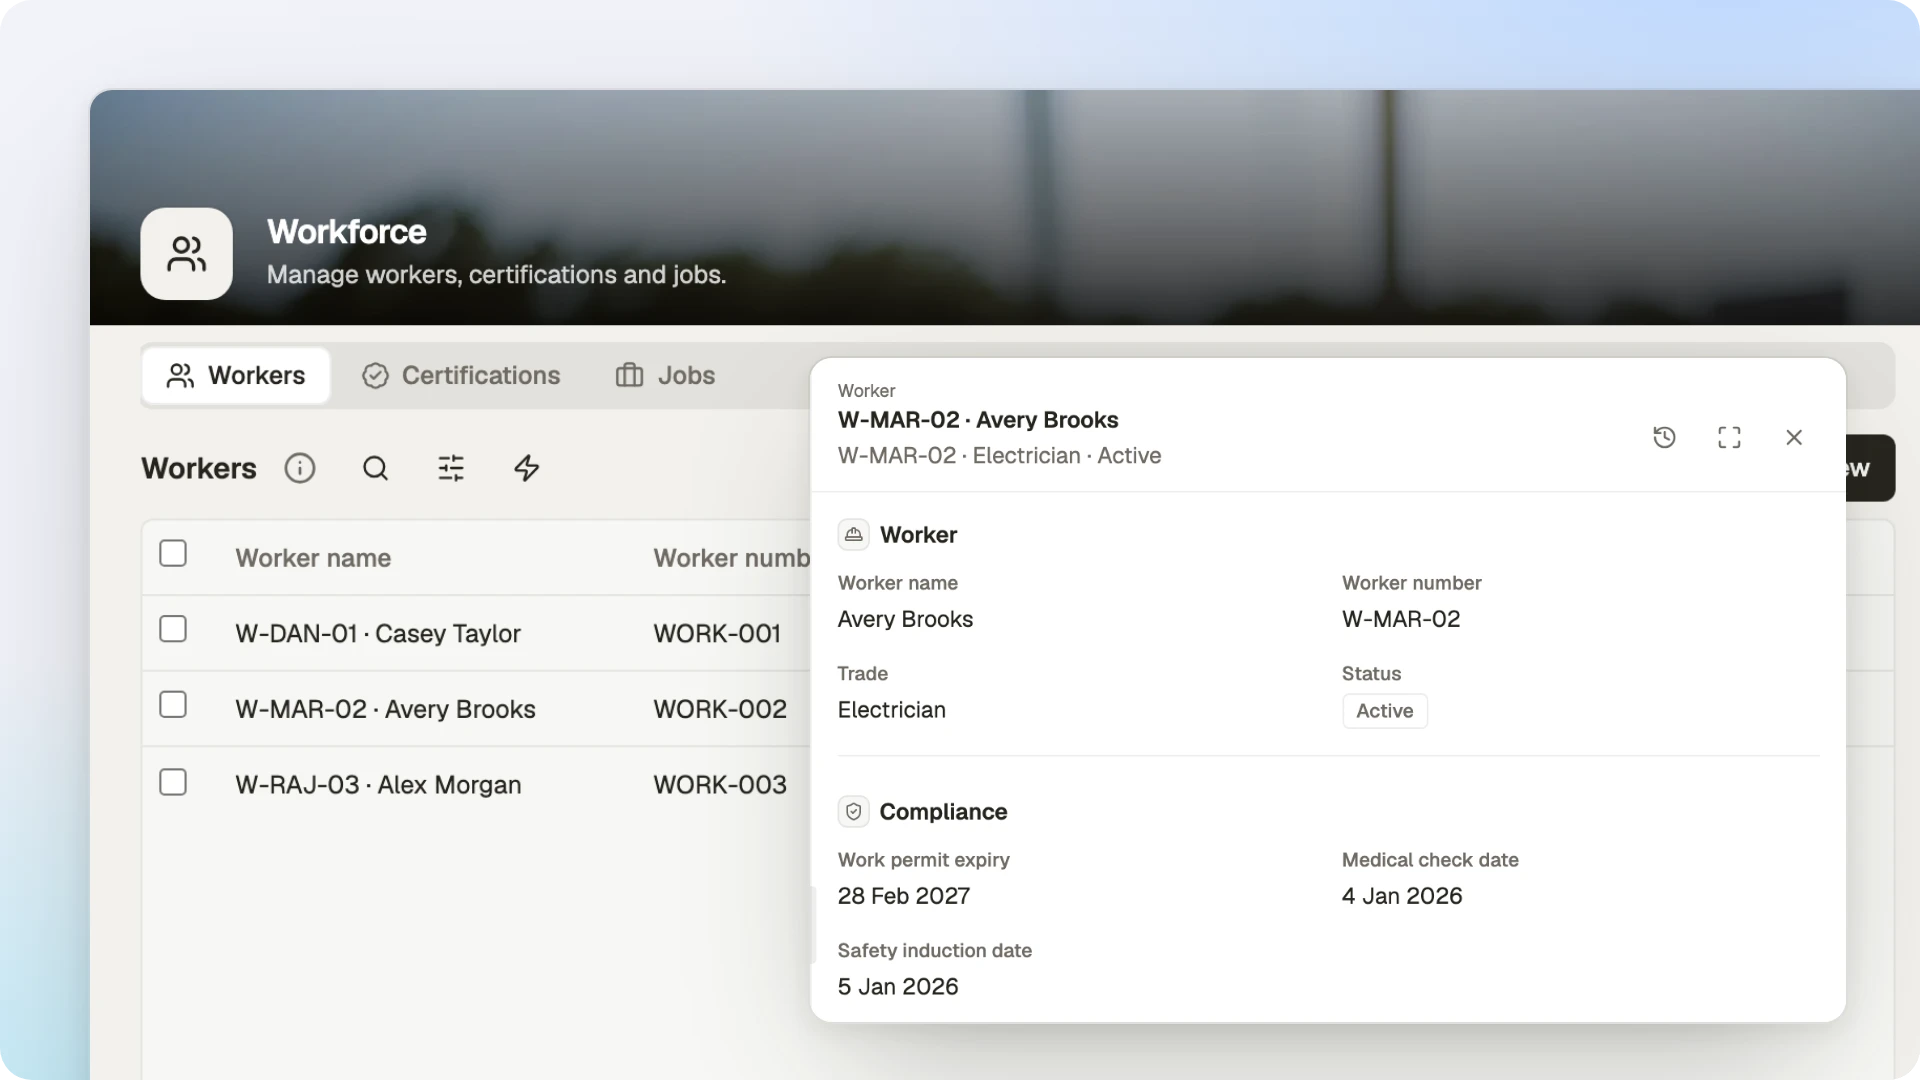 Workforce
Manage workers, certifications and jobs.
Workers
Certifications
Jobs
Workers
Worker name
Worker numb
W-DAN-01 · Casey Taylor
WORK-001
W-MAR-02 · Avery Brooks
WORK-002
W-RAJ-03 · Alex Morgan
WORK-003
Worker
W-MAR-02 · Avery Brooks
W-MAR-02 · Electrician · Active
Worker
Worker name
Worker number
Avery Brooks
W-MAR-02
Trade
Status
Electrician
Active
Compliance
Work permit expiry
Medical check date
28 Feb 2027
4 Jan 2026
Safety induction date
5 Jan 2026